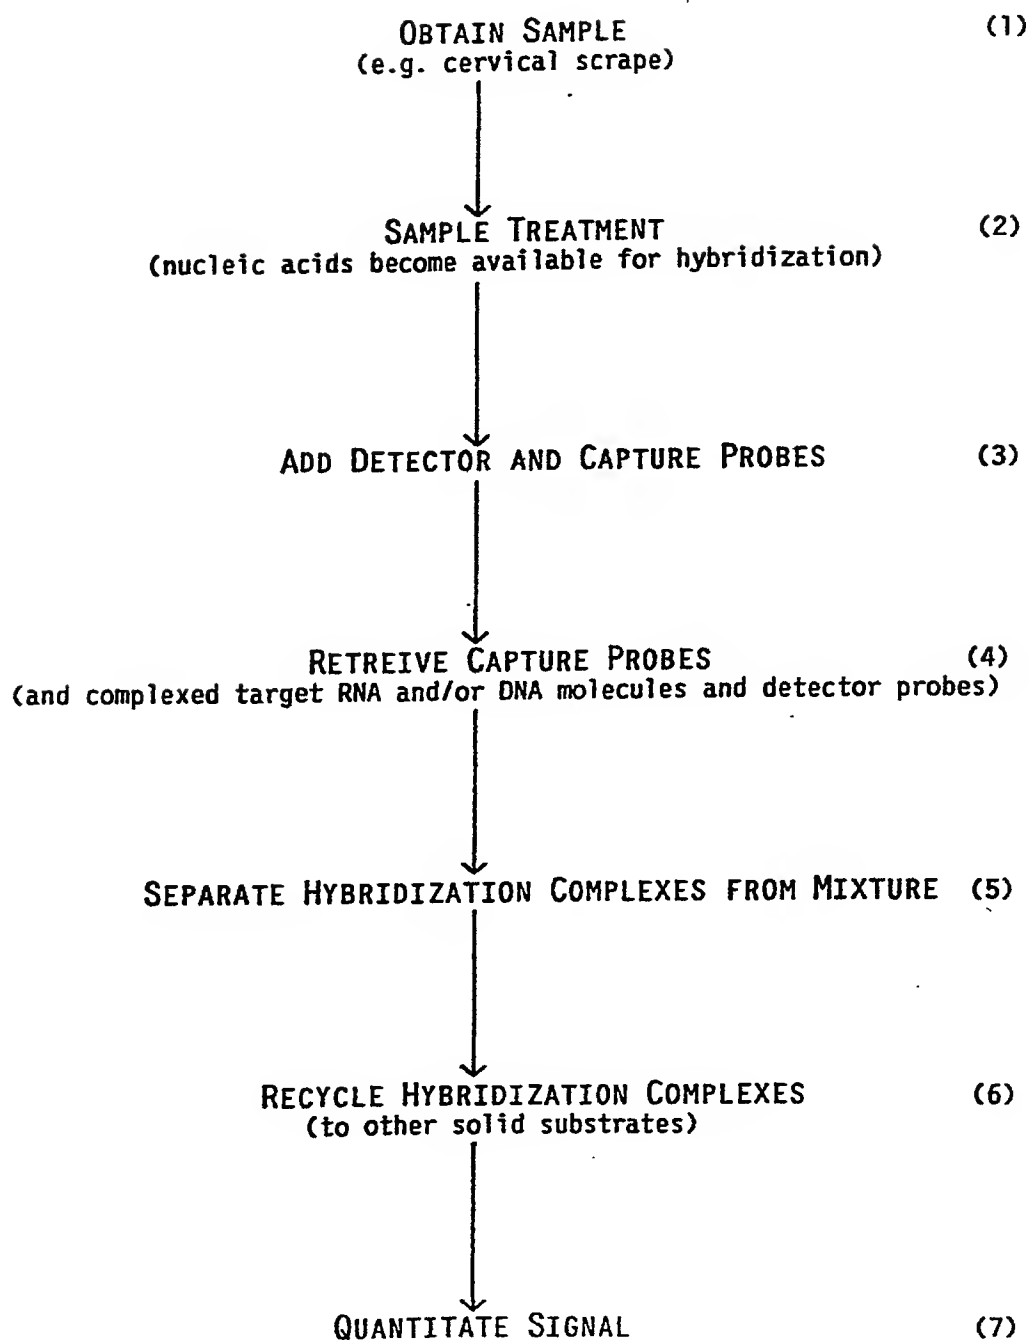 OBTAIN SAMPLE (1)
(e.g. cervical scrape)
SAMPLE TREATMENT (2)
(nucleic acids become available for hybridization)
ADD DETECTOR AND CAPTURE PROBES (3)
RETREIVE CAPTURE PROBES (4)
(and complexed target RNA and/or DNA molecules and detector probes)
SEPARATE HYBRIDIZATION COMPLEXES FROM MIXTURE (5)
RECYCLE HYBRIDIZATION COMPLEXES (6)
(to other solid substrates)
QUANTITATE SIGNAL (7)